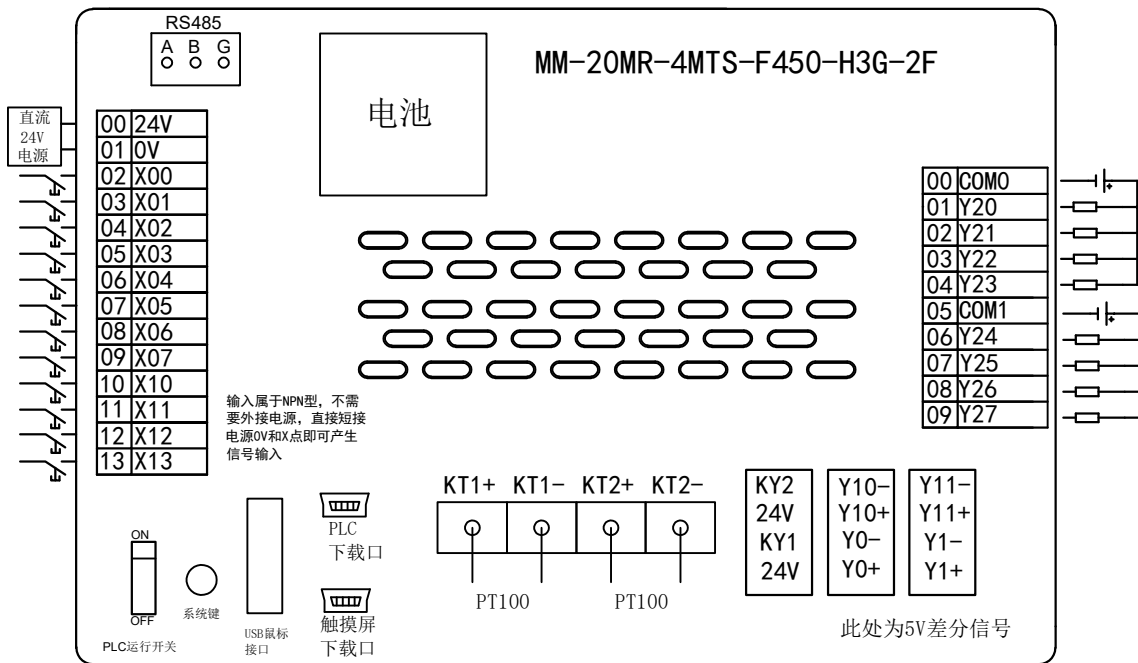 RS485
A B G
MM-20MR-4MTS-F450-H3G-2F
电池
直流
24V
电源
00 24V
01 0V
02 X00
03 X01
04 X02
05 X03
06 X04
07 X05
08 X06
09 X07
10 X10
11 X11
12 X12
13 X13
输入属于NPN型，不需
要外接电源，直接短接
电源0V和X点即可产生
信号输入
00 COM0
01 Y20
02 Y21
03 Y22
04 Y23
05 COM1
06 Y24
07 Y25
08 Y26
09 Y27
ON
OFF
PLC运行开关
系统键
USB鼠标
接口
PLC
下载口
触摸屏
下载口
KT1+ KT1- KT2+ KT2-
PT100 PT100
KY2
24V
KY1
24V
Y10-
Y10+
Y0-
Y0+
Y11-
Y11+
Y1-
Y1+
此处为5V差分信号